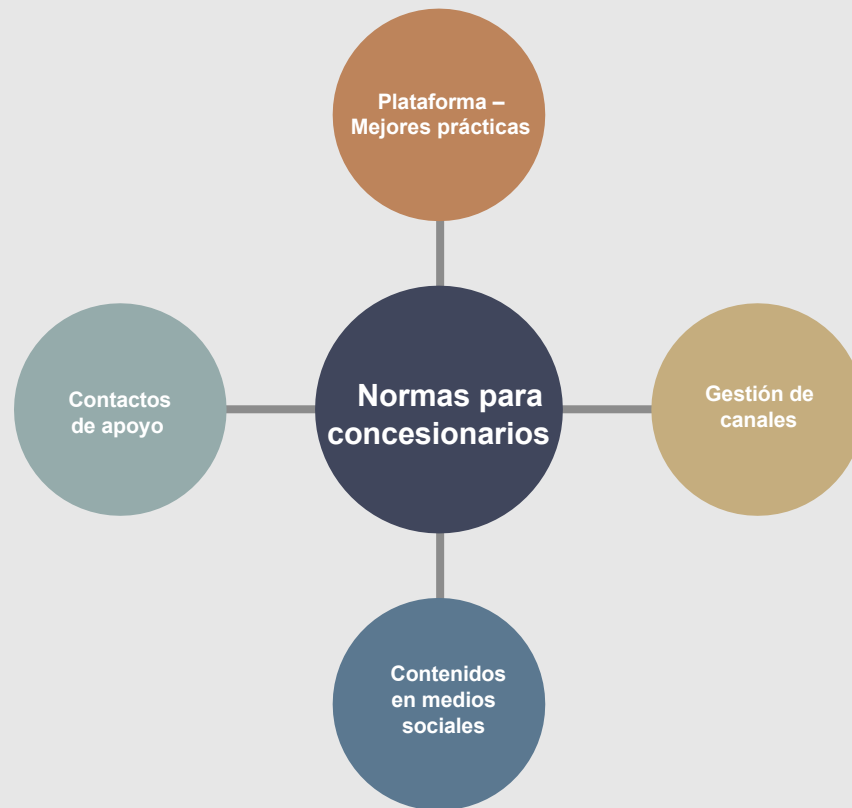 Plataforma –
Mejores prácticas
Contactos
de apoyo
Normas para
concesionarios
Gestión de
canales
Contenidos
en medios
sociales